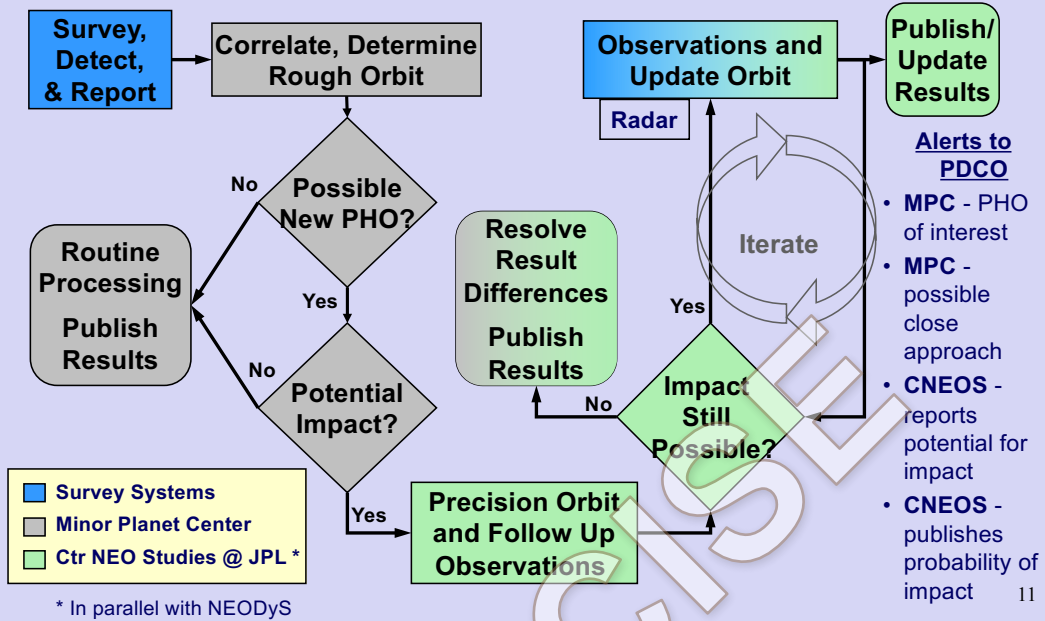 Survey,
Detect,
& Report
Correlate, Determine
Rough Orbit
Possible
New PHO?
No
Yes
Routine
Processing
Publish
Results
Potential
Impact?
No
Yes
Precision Orbit
and Follow Up
Observations
Impact
Still
Possible?
No
Yes
Resolve
Result
Differences
Publish
Results
Observations and
Update Orbit
Radar
Iterate
Publish/
Update
Results
Alerts to
PDCO
• MPC - PHO
of interest
• MPC -
possible
close
approach
• CNEOS -
reports
potential for
impact
• CNEOS -
publishes
probability of
impact
Survey Systems
Minor Planet Center
Ctr NEO Studies @ JPL *
* In parallel with NEODyS
11
CISE